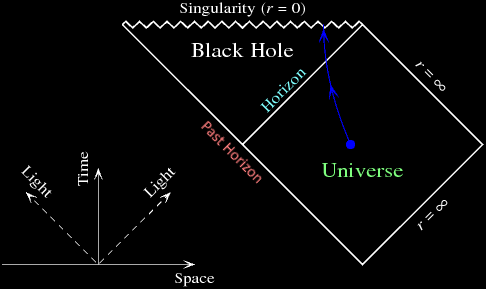 Singularity (r = 0)
Black Hole
Horizon
r = ∞
Past Horizon
Universe
r = ∞
Time
Light
Light
Space